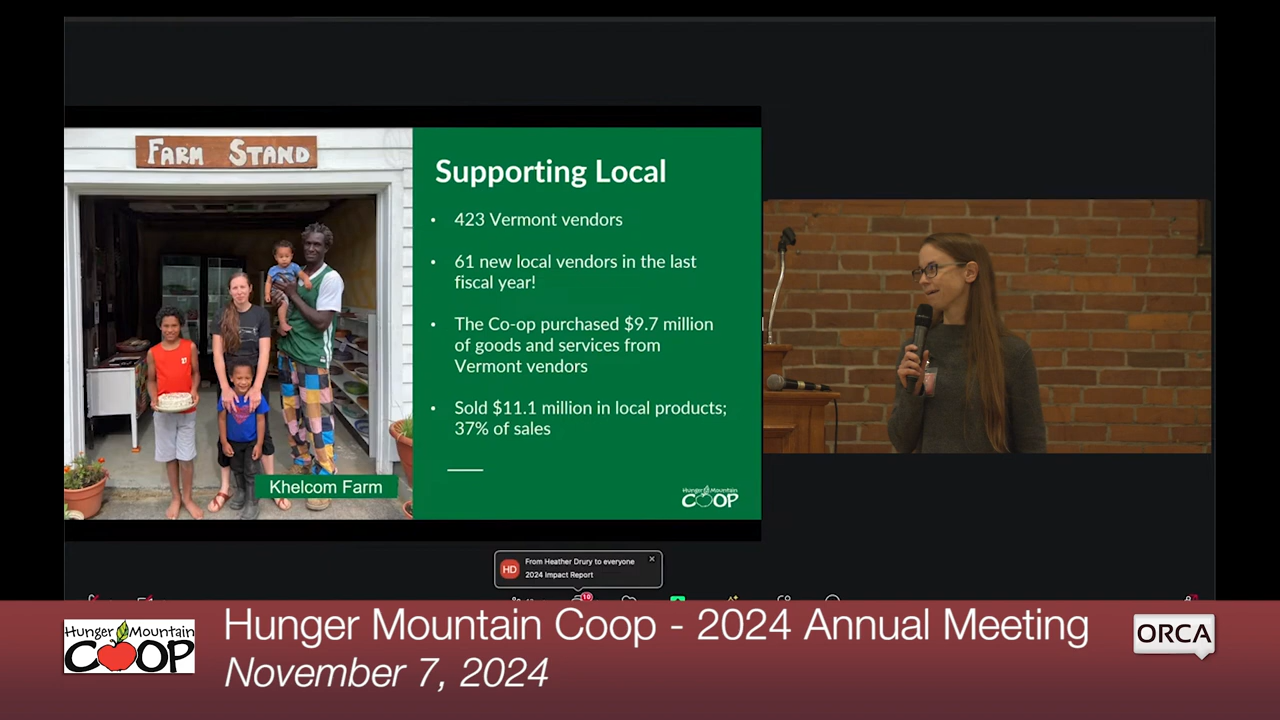 FARM STAND
Supporting Local
• 423 Vermont vendors
• 61 new local vendors in the last
fiscal year!
• The Co-op purchased $9.7 million
of goods and services from
Vermont vendors
• Sold $11.1 million in local products;
37% of sales
Khelcom Farm
Hunger Mountain
COOP
HD
From Heather Drury to everyone
2024 Impact Report
10
Hunger Mountain
COOP
Hunger Mountain Coop - 2024 Annual Meeting
November 7, 2024
ORCA